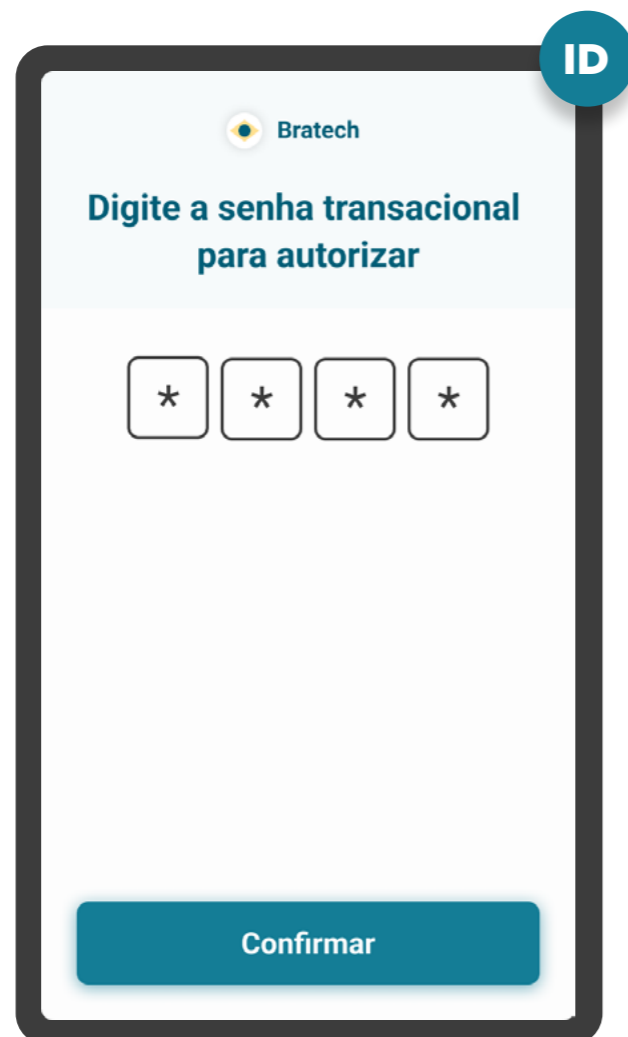 ID
Bratech
Digite a senha transacional
para autorizar
* * * *
Confirmar